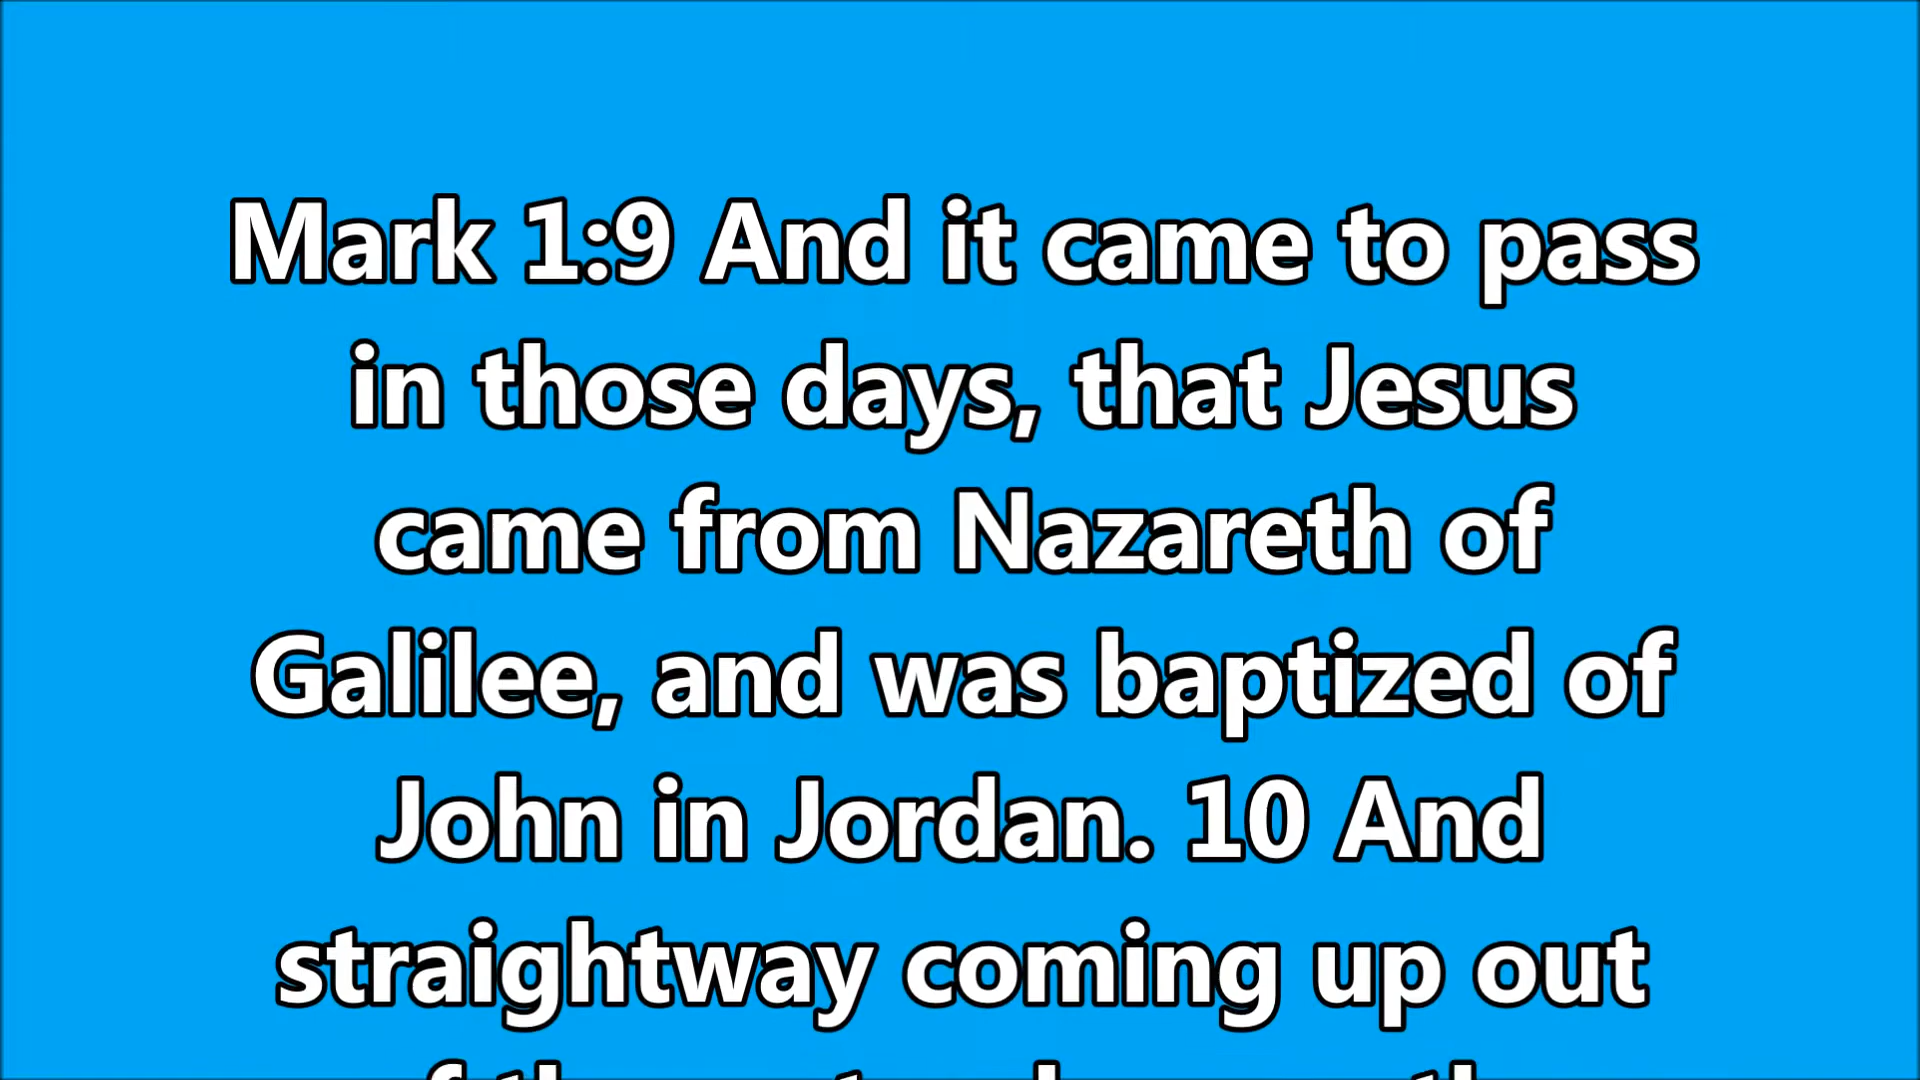 Mark 1:9 And it came to pass
in those days, that Jesus
came from Nazareth of
Galilee, and was baptized of
John in Jordan. 10 And
straightway coming up out